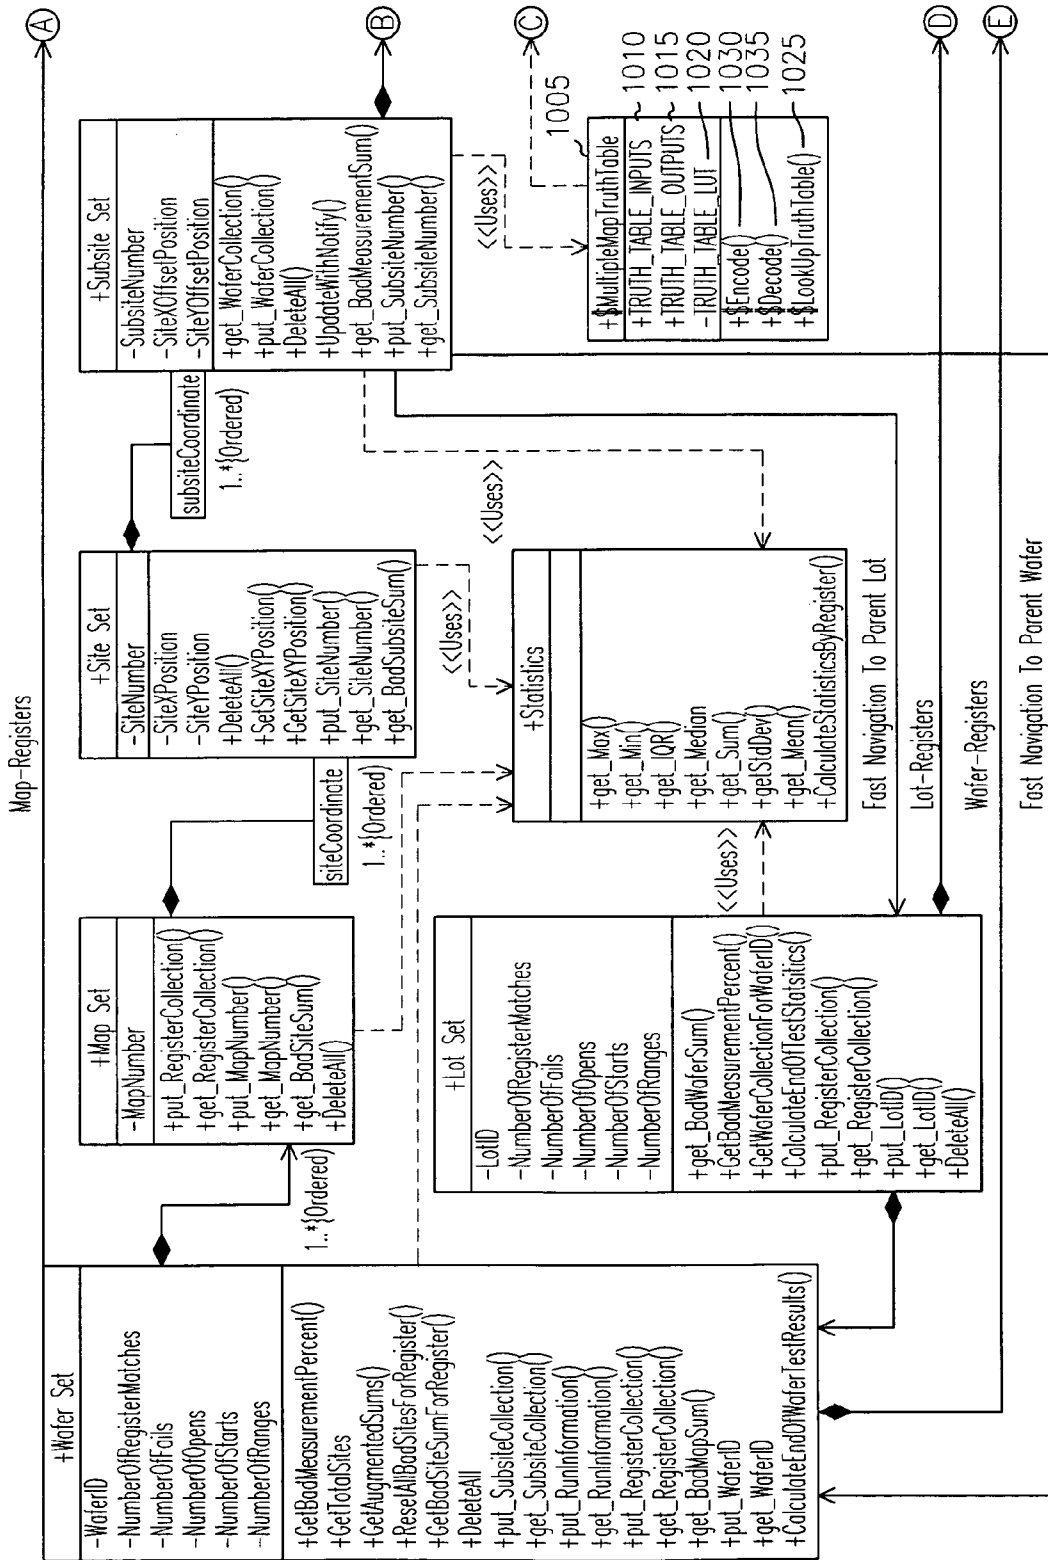 Map-Registers
A
+Wafer Set
-WaferID
-NumberOfRegisterMatches
-NumberOfFails
-NumberOfOpens
-NumberOfStarts
-NumberOfRanges
+GetBadMeasurementPercent()
+GetTotalSites
+GetAugmentedSums()
+ResetAllBadSitesForRegister()
+GetBadSiteSumForRegister()
+DeleteAll
+put_SubsiteCollection()
+get_SubsiteCollection()
+put_RunInformation()
+get_RunInformation()
+put_RegisterCollection()
+get_RegisterCollection()
+get_BadMapSum()
+put_WaferID
+get_WaferID
+CalculateEndOfWaferTestResults()
1..*{Ordered)
+Map Set
-MapNumber
+put_RegisterCollection()
+get_RegisterCollection()
+put_MapNumber()
+get_MapNumber()
+get_BadSiteSum()
+DeleteAll()
siteCoordinate
1..*{Ordered)
+Site Set
-SiteNumber
-SiteXPosition
-SiteYPosition
+DeleteAll()
+SetSiteXYPosition()
+GetSiteXYPosition()
+put_SiteNumber()
+get_SiteNumber()
+get_BadSubsiteSum()
<<Uses>>
subsiteCoordinate
1..*{Ordered)
+Subsite Set
-SubsiteNumber
-SiteXOffsetPosition
-SiteYOffsetPosition
+get_WaferCollection()
+put_WaferCollection()
+DeleteAll()
+UpdateWithNotify()
+get_BadMeasurementSum()
+put_SubsiteNumber()
+get_SubsiteNumber()
B
<<Uses>>
<<Uses>>
C
+Lot Set
-LotID
-NumberOfRegisterMatches
-NumberOfFails
-NumberOfOpens
-NumberOfStarts
-NumberOfRanges
+get_BadWaferSum()
+GetBadMeasurementPercent()
+GetWaferCollectionForWaferID()
+CalculateEndOfTestStatsitics()
+put_RegisterCollection()
+get_RegisterCollection()
+put_LotID()
+get_LotID()
+DeleteAll()
<<Uses>>
+Statistics
+get_Max()
+get_Min()
+get_IQR()
+get_Median
+get_Sum()
+getStdDev()
+get_Mean()
+CalculateStatisticsByRegister()
1005
+$MultipleMapTruthTable
+TRUTH_TABLE_INPUTS
1010
+TRUTH_TABLE_OUTPUTS
1015
-TRUTH_TABLE_LUT
1020
+$Encode()
1030
+$Decode()
1035
+$LookUpTruthTable()
1025
Fast Navigation To Parent Lot
Lot-Registers
D
Wafer-Registers
E
Fast Navigation To Parent Wafer